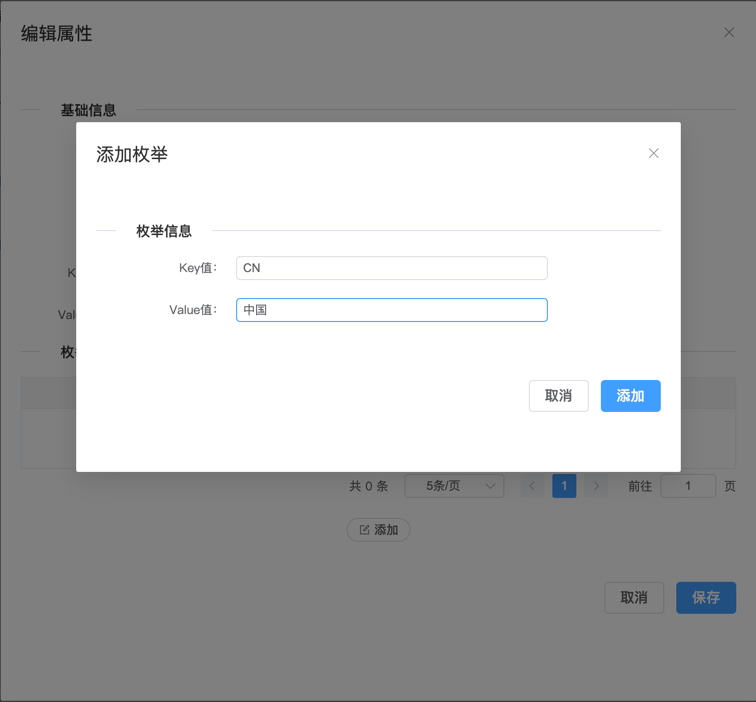 编辑属性
基础信息
添加枚举
枚举信息
Key值:
CN
Value值:
中国
取消
添加
共 0 条
5条/页
1
前往
1
页
添加
取消
保存